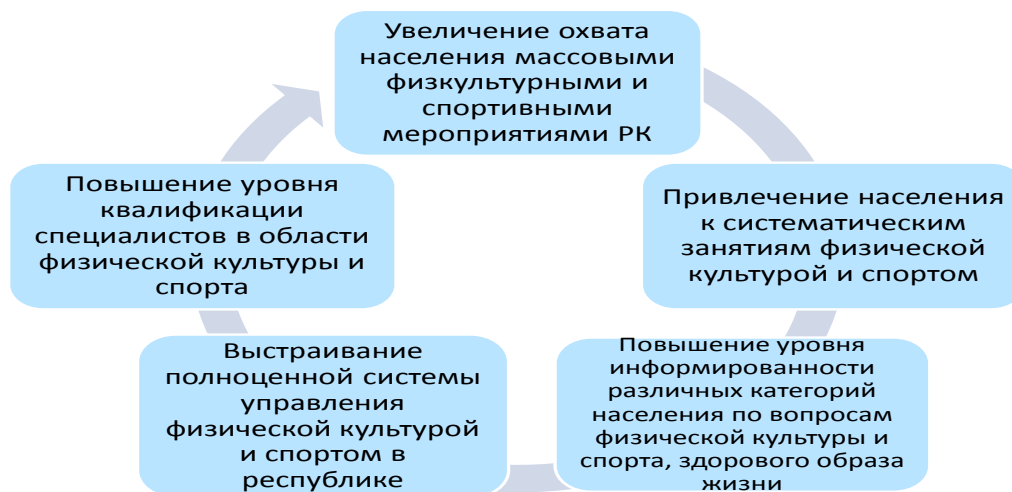 Увеличение охвата
населения массовыми
физкультурными и
спортивными
мероприятиями РК
Привлечение населения
к систематическим
занятиям физической
культурой и спортом
Повышение уровня
информированности
различных категорий
населения по вопросам
физической культуры и
спорта, здорового образа
жизни
Выстраивание
полноценной системы
управления
физической культурой
и спортом в
республике
Повышение уровня
квалификации
специалистов в области
физической культуры и
спорта